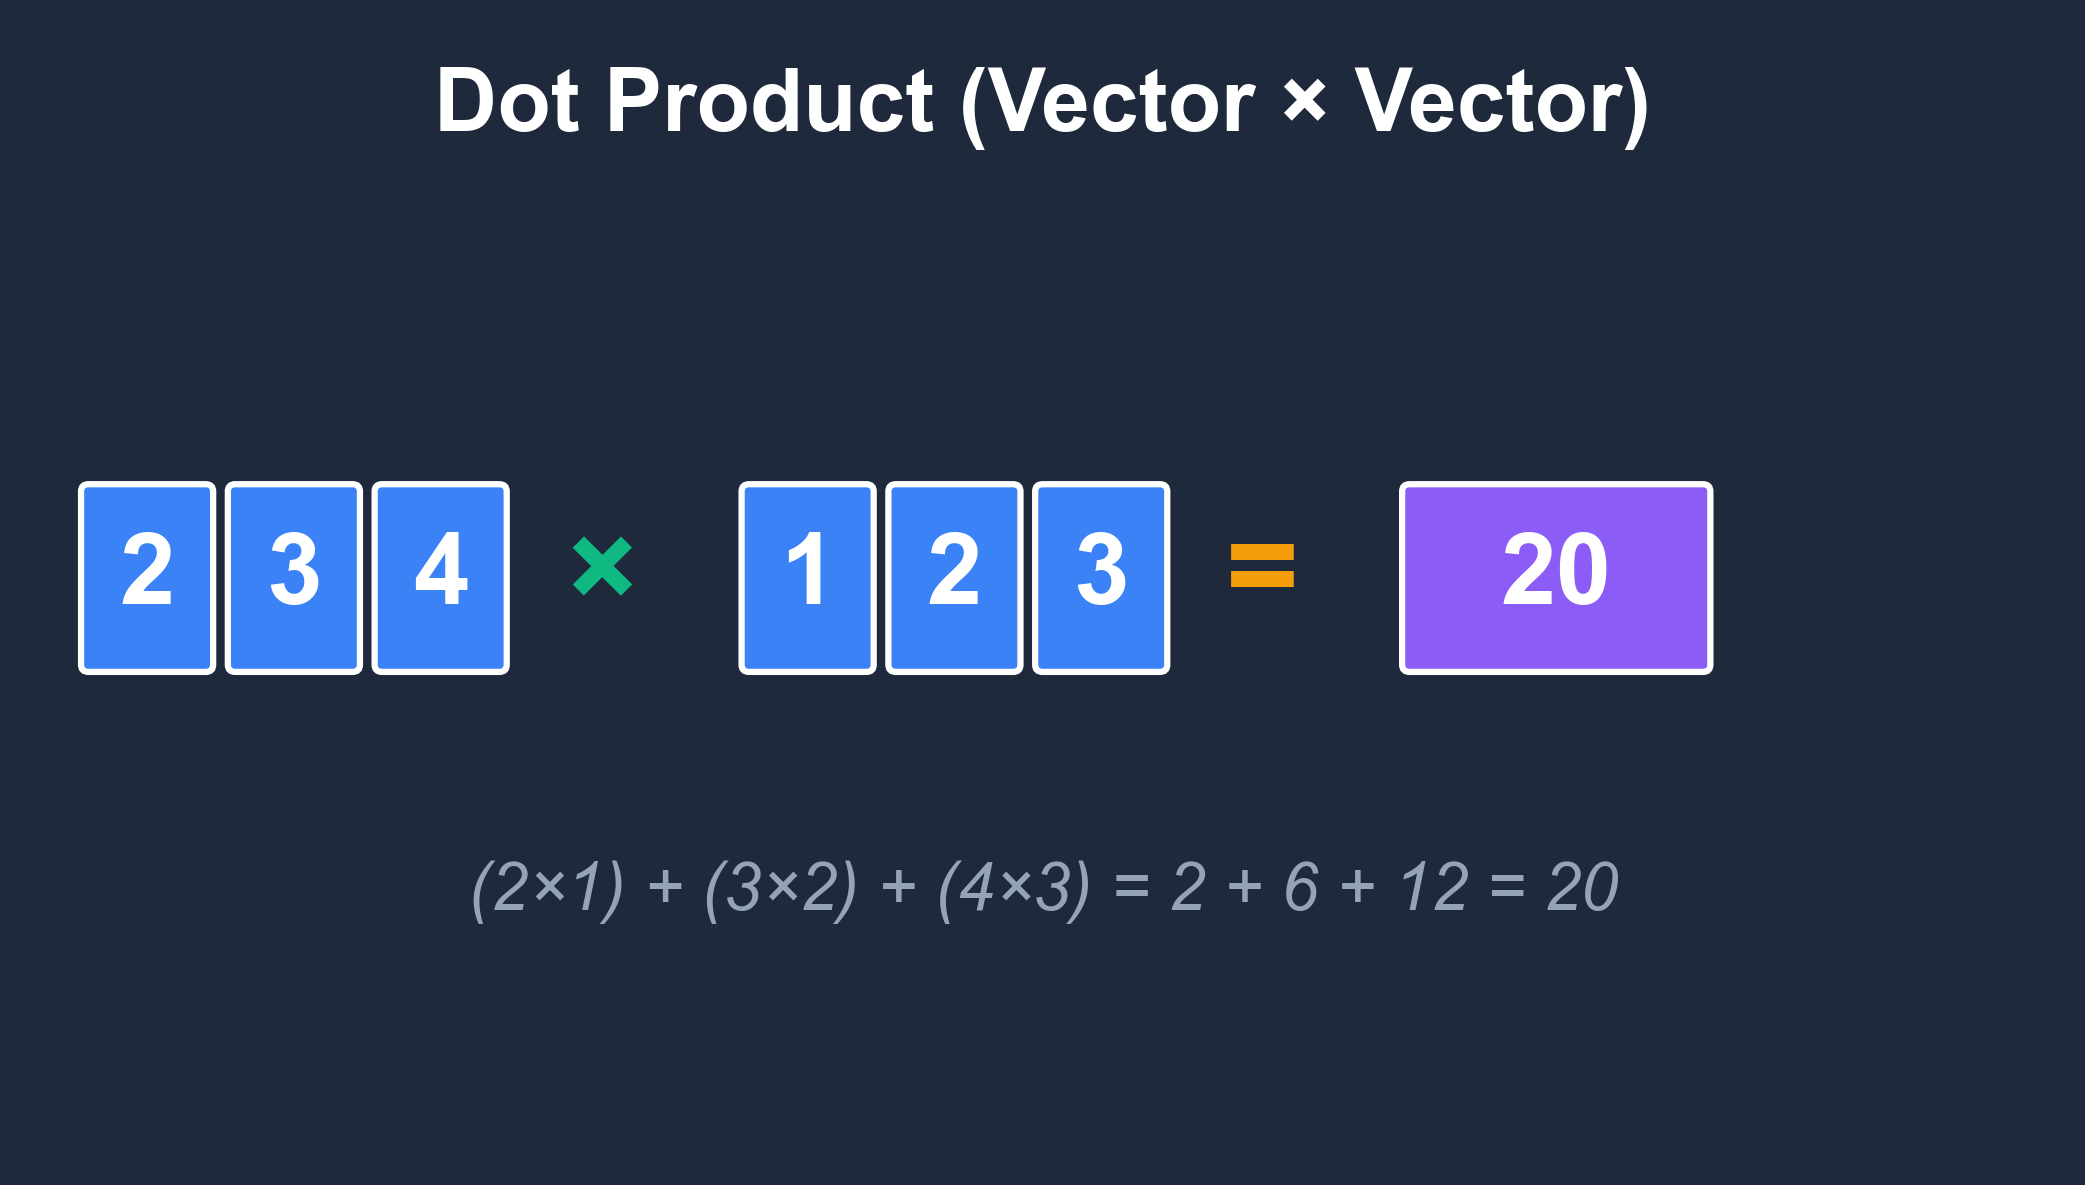 Dot Product (Vector × Vector)
2 3 4 × 1 2 3 = 20
(2×1) + (3×2) + (4×3) = 2 + 6 + 12 = 20